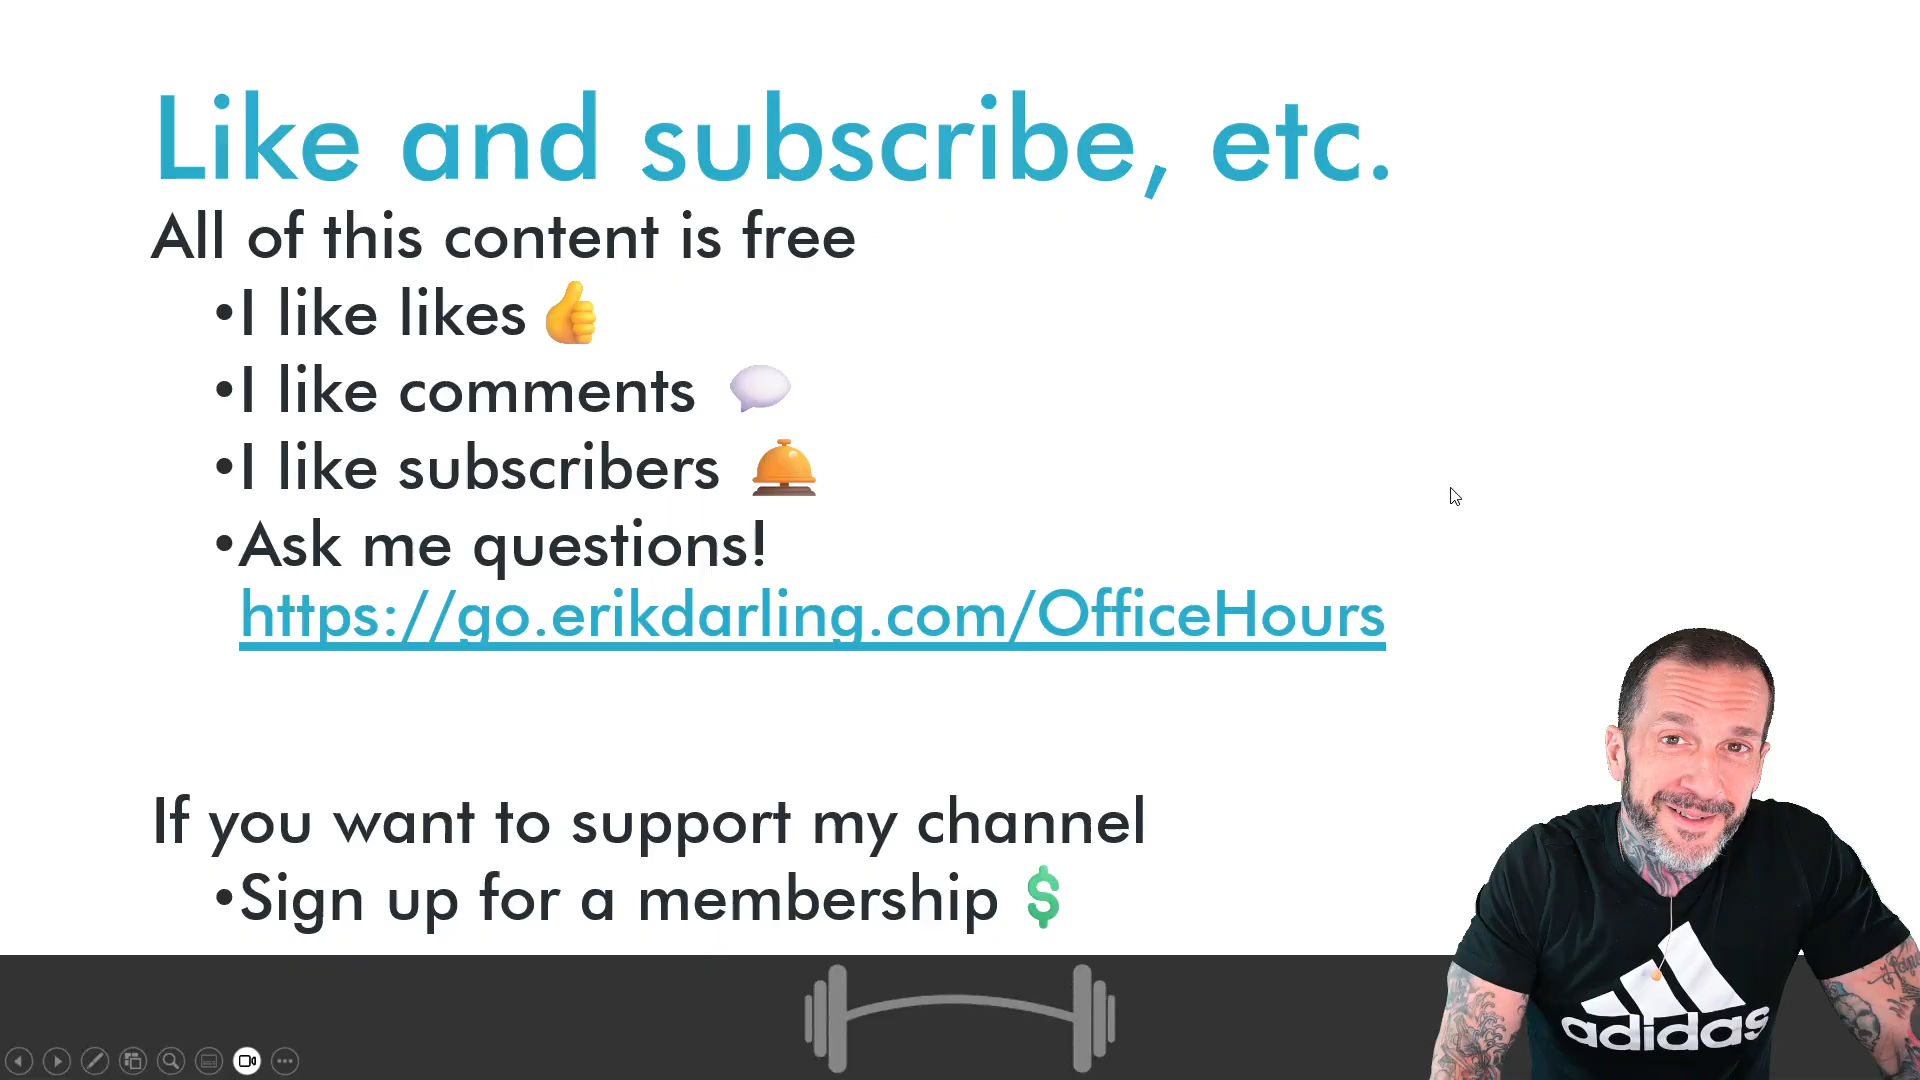 Like and subscribe, etc.
All of this content is free
•I like likes 👍
•I like comments 💬
•I like subscribers 🛎️
•Ask me questions!
https://go.erikdarling.com/OfficeHours
If you want to support my channel
•Sign up for a membership 💲
adidas